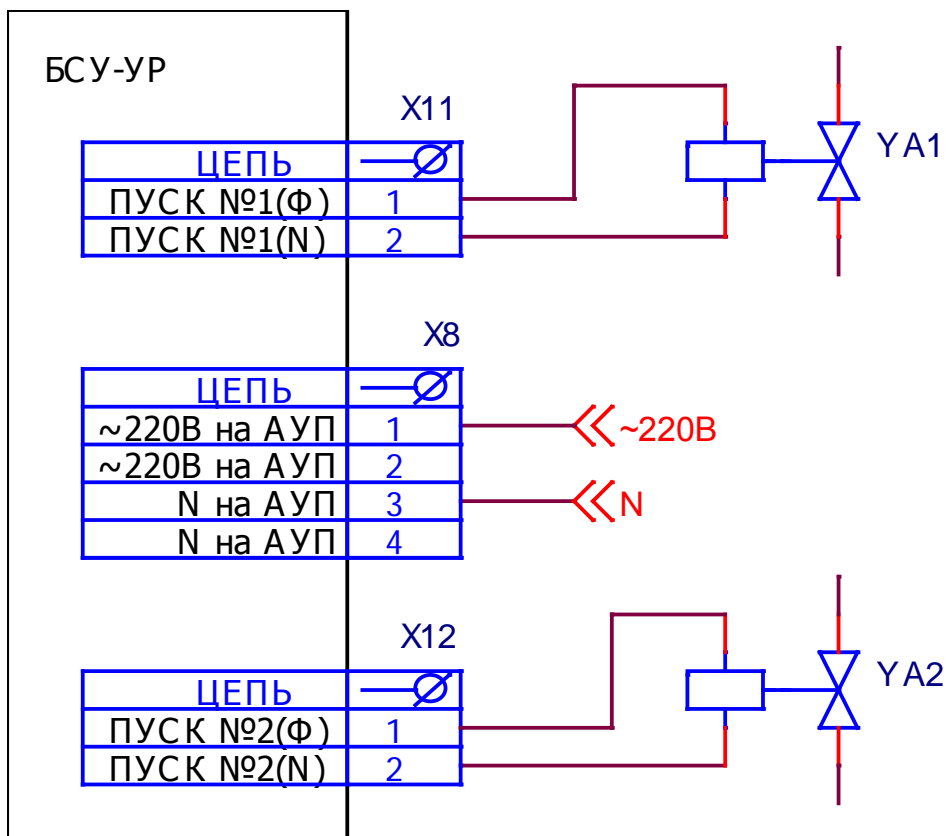 БСУ-УР
X11
ЦЕПЬ
ПУСК №1(Ф) 1
ПУСК №1(N) 2
YA1
X8
ЦЕПЬ
~220В на АУП 1
~220В
~220В на АУП 2
N на АУП 3
N
N на АУП 4
X12
ЦЕПЬ
ПУСК №2(Ф) 1
ПУСК №2(N) 2
YA2